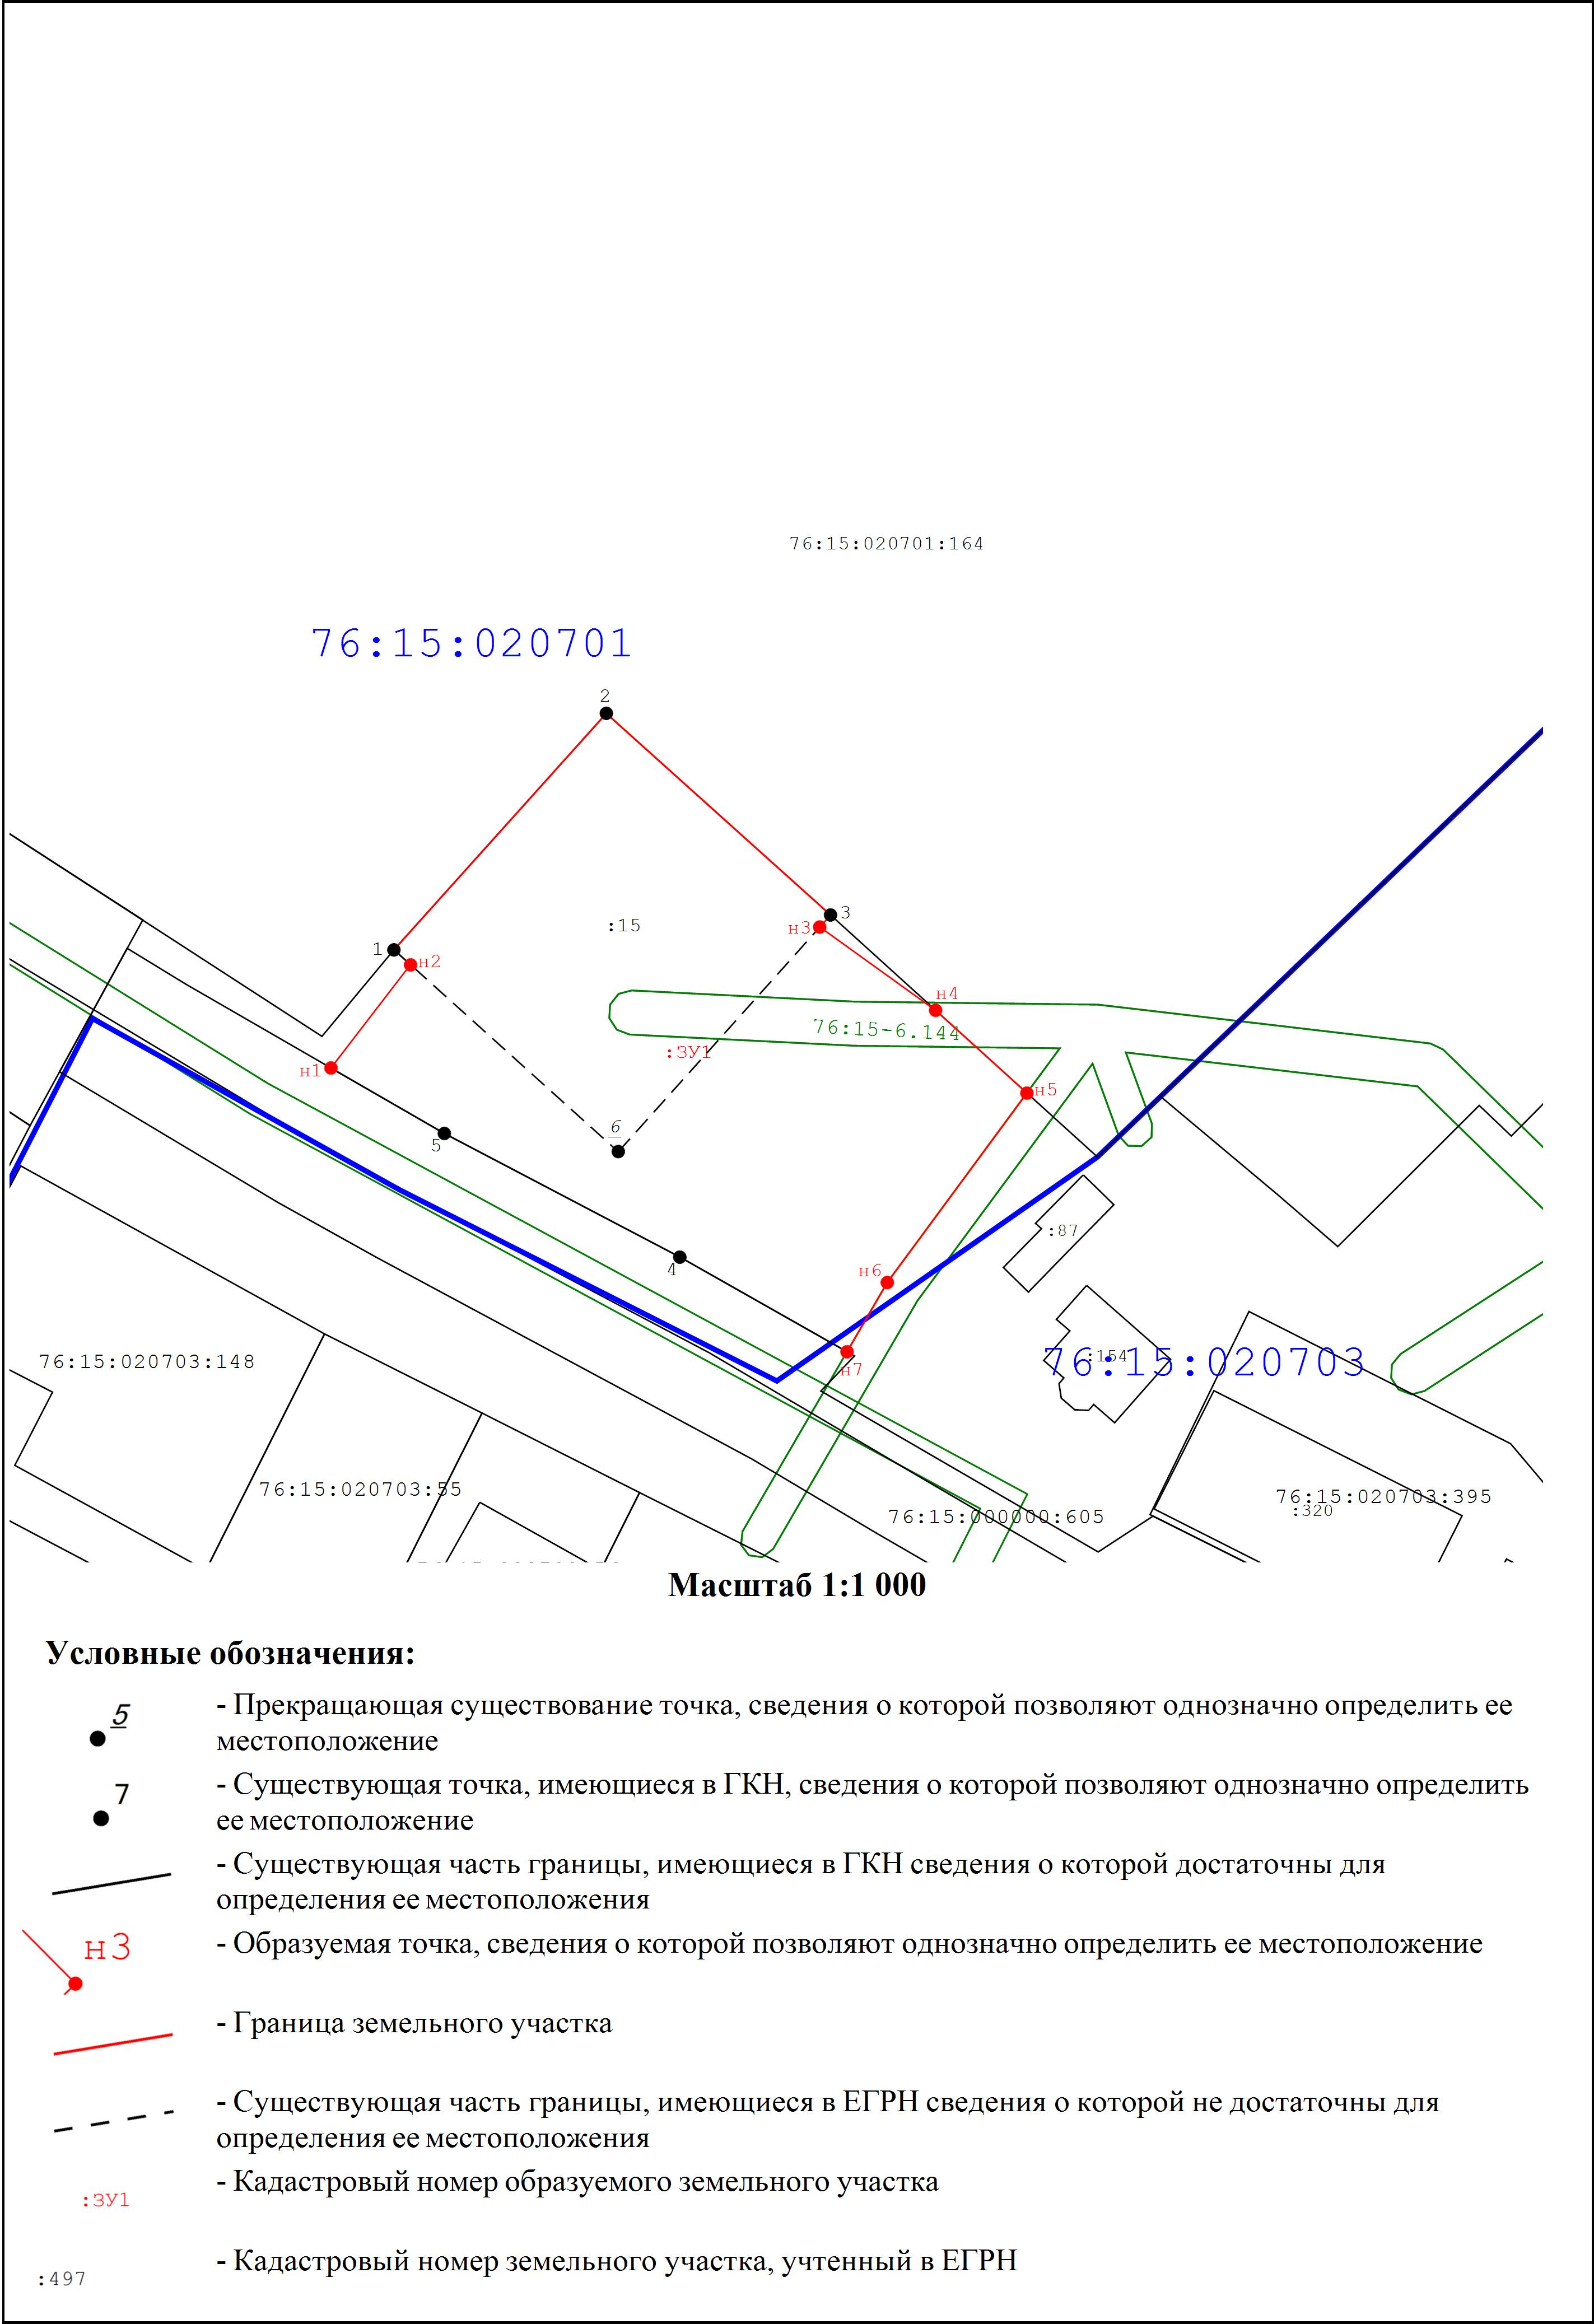 76:15:020701:164
76:15:020701
2
3
:15
н3
1
н2
н4
76:15-6.144
:ЗУ1
н1
н5
6
5
:87
4
н6
:154
76:15:020703
76:15:020703:148
н7
76:15:020703:55
76:15:020703:395
:320
76:15:000000:605
Масштаб 1:1 000
Условные обозначения:
5
- Прекращающая существование точка, сведения о которой позволяют однозначно определить ее
местоположение
7
- Существующая точка, имеющиеся в ГКН, сведения о которой позволяют однозначно определить
ее местоположение
- Существующая часть границы, имеющиеся в ГКН сведения о которой достаточны для
определения ее местоположения
н3
- Образуемая точка, сведения о которой позволяют однозначно определить ее местоположение
- Граница земельного участка
- Существующая часть границы, имеющиеся в ЕГРН сведения о которой не достаточны для
определения ее местоположения
:ЗУ1
- Кадастровый номер образуемого земельного участка
:497
- Кадастровый номер земельного участка, учтенный в ЕГРН